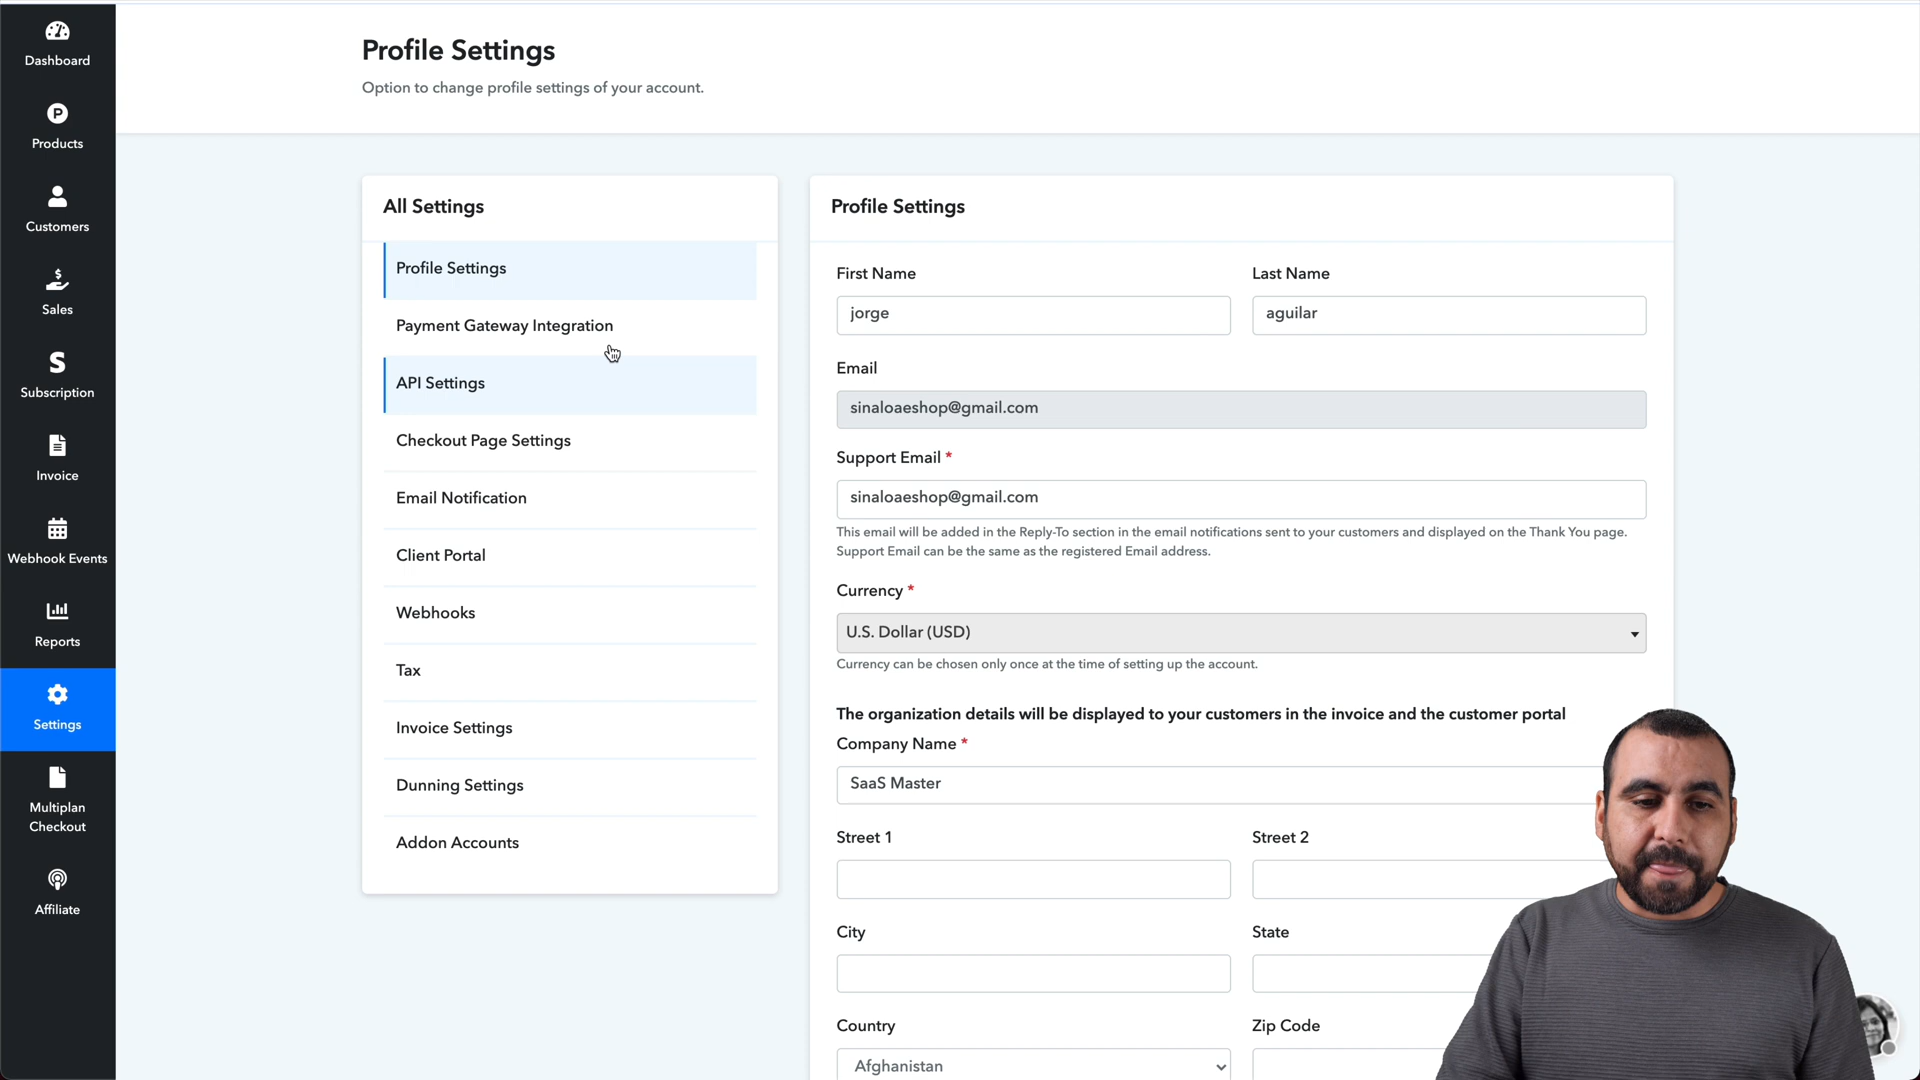 Dashboard
Products
Customers
Sales
Subscription
Invoice
Webhook Events
Reports
Settings
Multiplan
Checkout
Affiliate
Profile Settings
Option to change profile settings of your account.
All Settings
Profile Settings
Payment Gateway Integration
API Settings
Checkout Page Settings
Email Notification
Client Portal
Webhooks
Tax
Invoice Settings
Dunning Settings
Addon Accounts
Profile Settings
First Name
Last Name
jorge
aguilar
Email
sinaloaeshop@gmail.com
Support Email *
sinaloaeshop@gmail.com
This email will be added in the Reply-To section in the email notifications sent to your customers and displayed on the Thank You page.
Support Email can be the same as the registered Email address.
Currency *
U.S. Dollar (USD)
Currency can be chosen only once at the time of setting up the account.
The organization details will be displayed to your customers in the invoice and the customer portal
Company Name *
SaaS Master
Street 1
Street 2
City
State
Country
Zip Code
Afghanistan